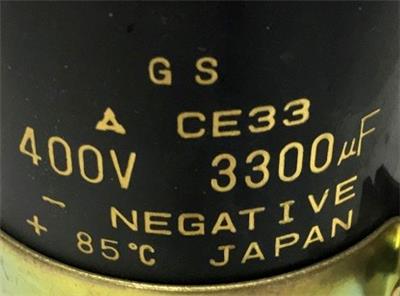 GS
CE33
400V 3300µF
− NEGATIVE
+ 85°C JAPAN